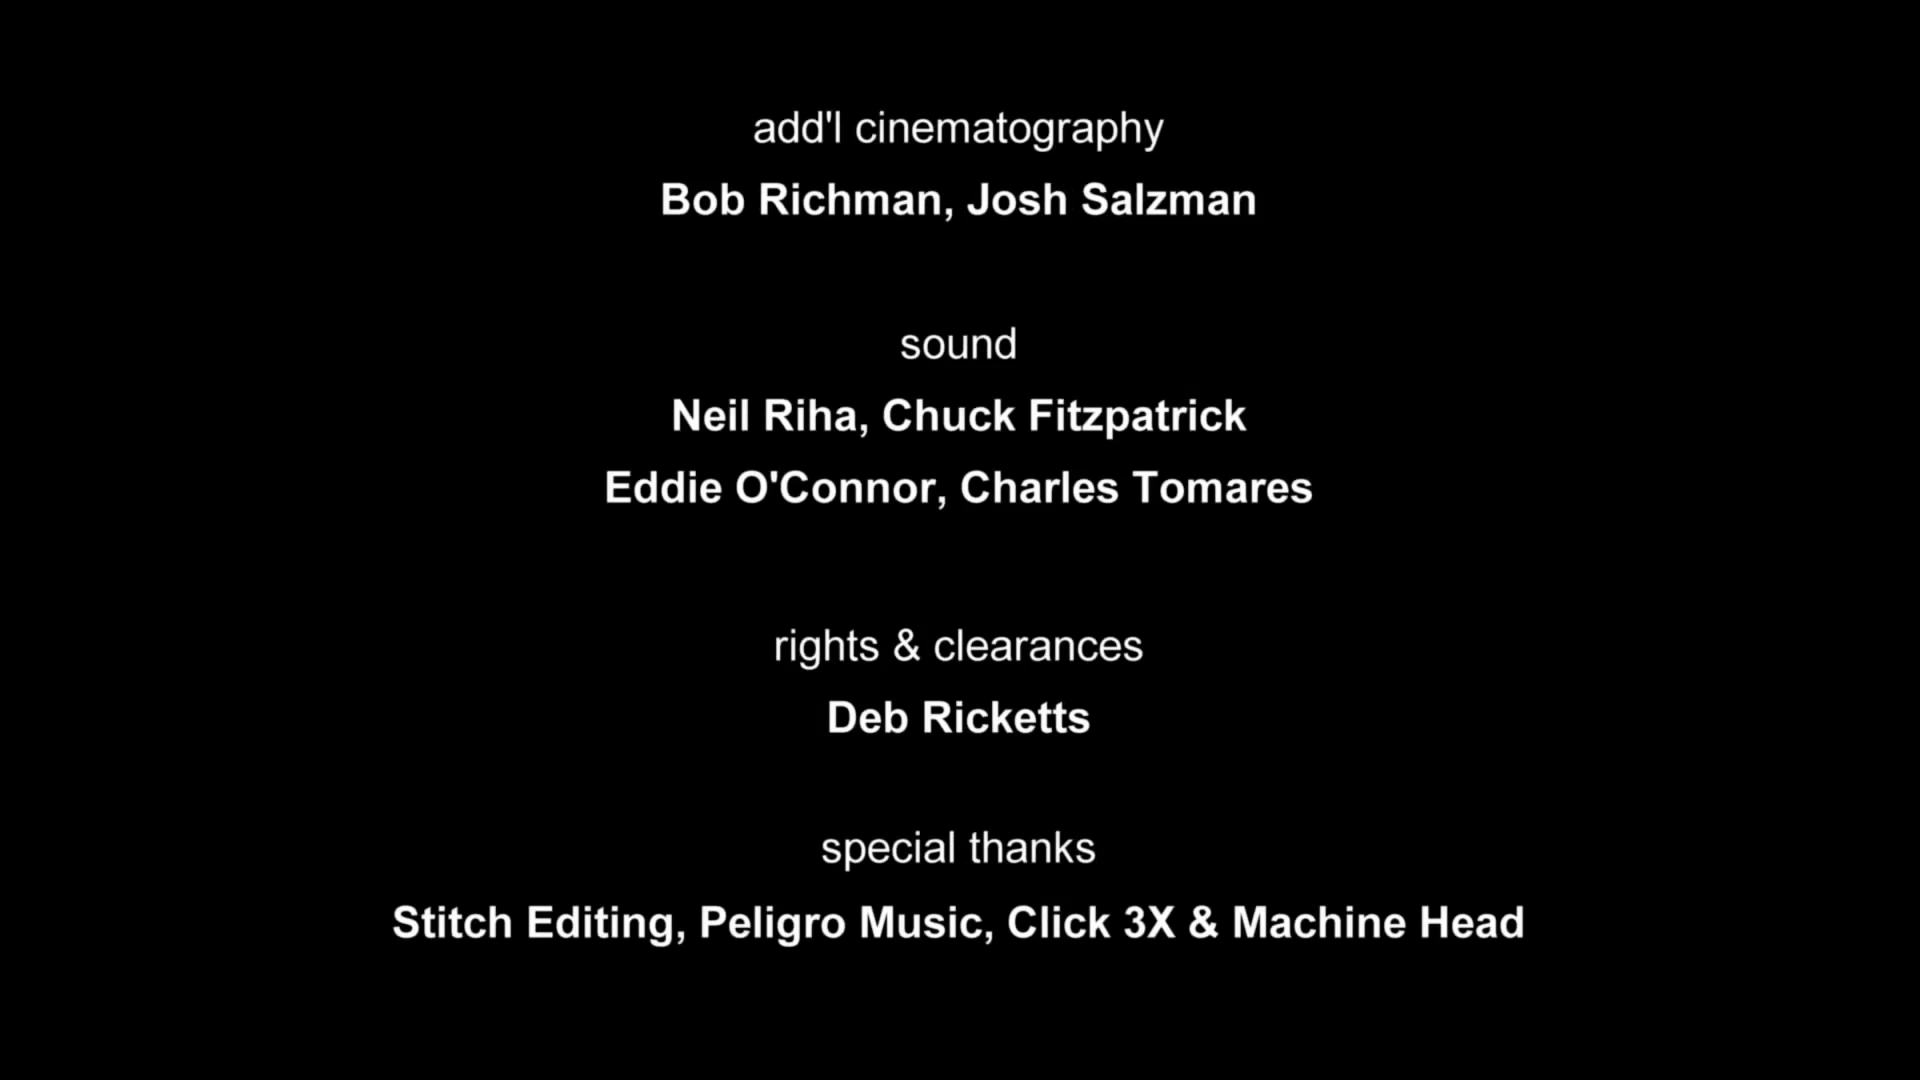 add'l cinematography
Bob Richman, Josh Salzman
sound
Neil Riha, Chuck Fitzpatrick
Eddie O'Connor, Charles Tomares
rights & clearances
Deb Ricketts
special thanks
Stitch Editing, Peligro Music, Click 3X & Machine Head